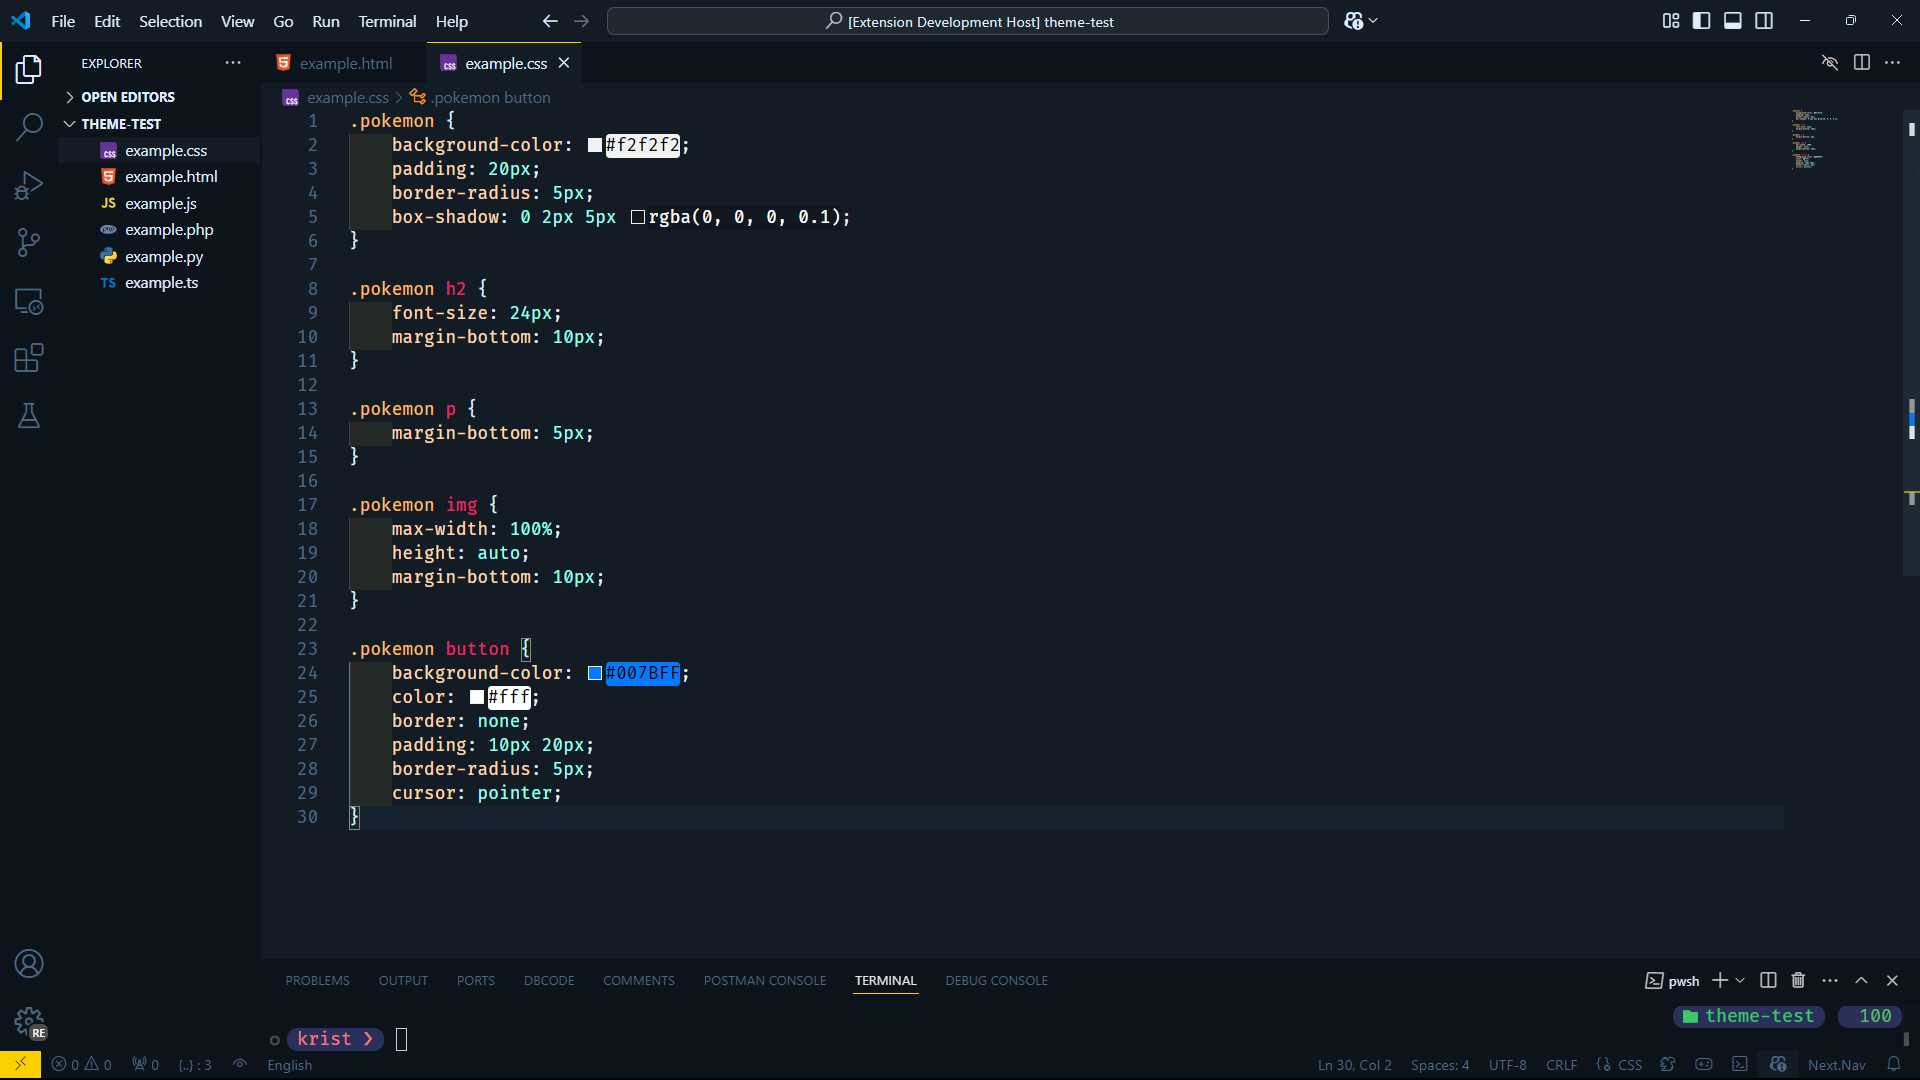 File Edit Selection View Go Run Terminal Help
[Extension Development Host] theme-test
EXPLORER
OPEN EDITORS
THEME-TEST
example.css
example.html
JS example.js
php example.php
example.py
TS example.ts
example.html
example.css
example.css > .pokemon button
1 .pokemon {
2 background-color: #f2f2f2;
3 padding: 20px;
4 border-radius: 5px;
5 box-shadow: 0 2px 5px rgba(0, 0, 0, 0.1);
6 }
7
8 .pokemon h2 {
9 font-size: 24px;
10 margin-bottom: 10px;
11 }
12
13 .pokemon p {
14 margin-bottom: 5px;
15 }
16
17 .pokemon img {
18 max-width: 100%;
19 height: auto;
20 margin-bottom: 10px;
21 }
22
23 .pokemon button {
24 background-color: #007BFF;
25 color: #fff;
26 border: none;
27 padding: 10px 20px;
28 border-radius: 5px;
29 cursor: pointer;
30 }
PROBLEMS OUTPUT PORTS DBCODE COMMENTS POSTMAN CONSOLE TERMINAL DEBUG CONSOLE
pwsh
theme-test 100
krist ❯
RE
0 0 0 {..} : 3 English
Ln 30, Col 2 Spaces: 4 UTF-8 CRLF CSS Next.Nav